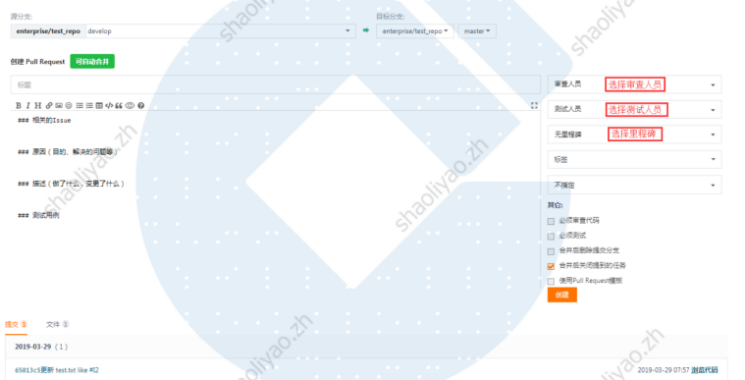 源分支:
目标分支:
enterprise/test_repo develop
enterprise/test_repo master
创建 Pull Request 可自动合并
标题
审查人员 选择审查人员
测试人员 选择测试人员
无里程碑 选择里程碑
标签
不指定
### 相关的Issue
### 原因(目的、解决的问题等)
### 描述(做了什么,变更了什么)
### 测试用例
其它:
必须审查代码
必须测试
合并后删除提交分支
合并后关闭提到的任务
使用Pull Request模板
创建
提交 文件
2019-03-29 (1)
65813c5更新 test.txt like #I2
2019-03-29 07:57 浏览代码
shaoliyao.zh
shaoliyao.zh
shaoliyao.zh
shaoliyao.zh
shaoliyao.zh
shaoliyao.zh